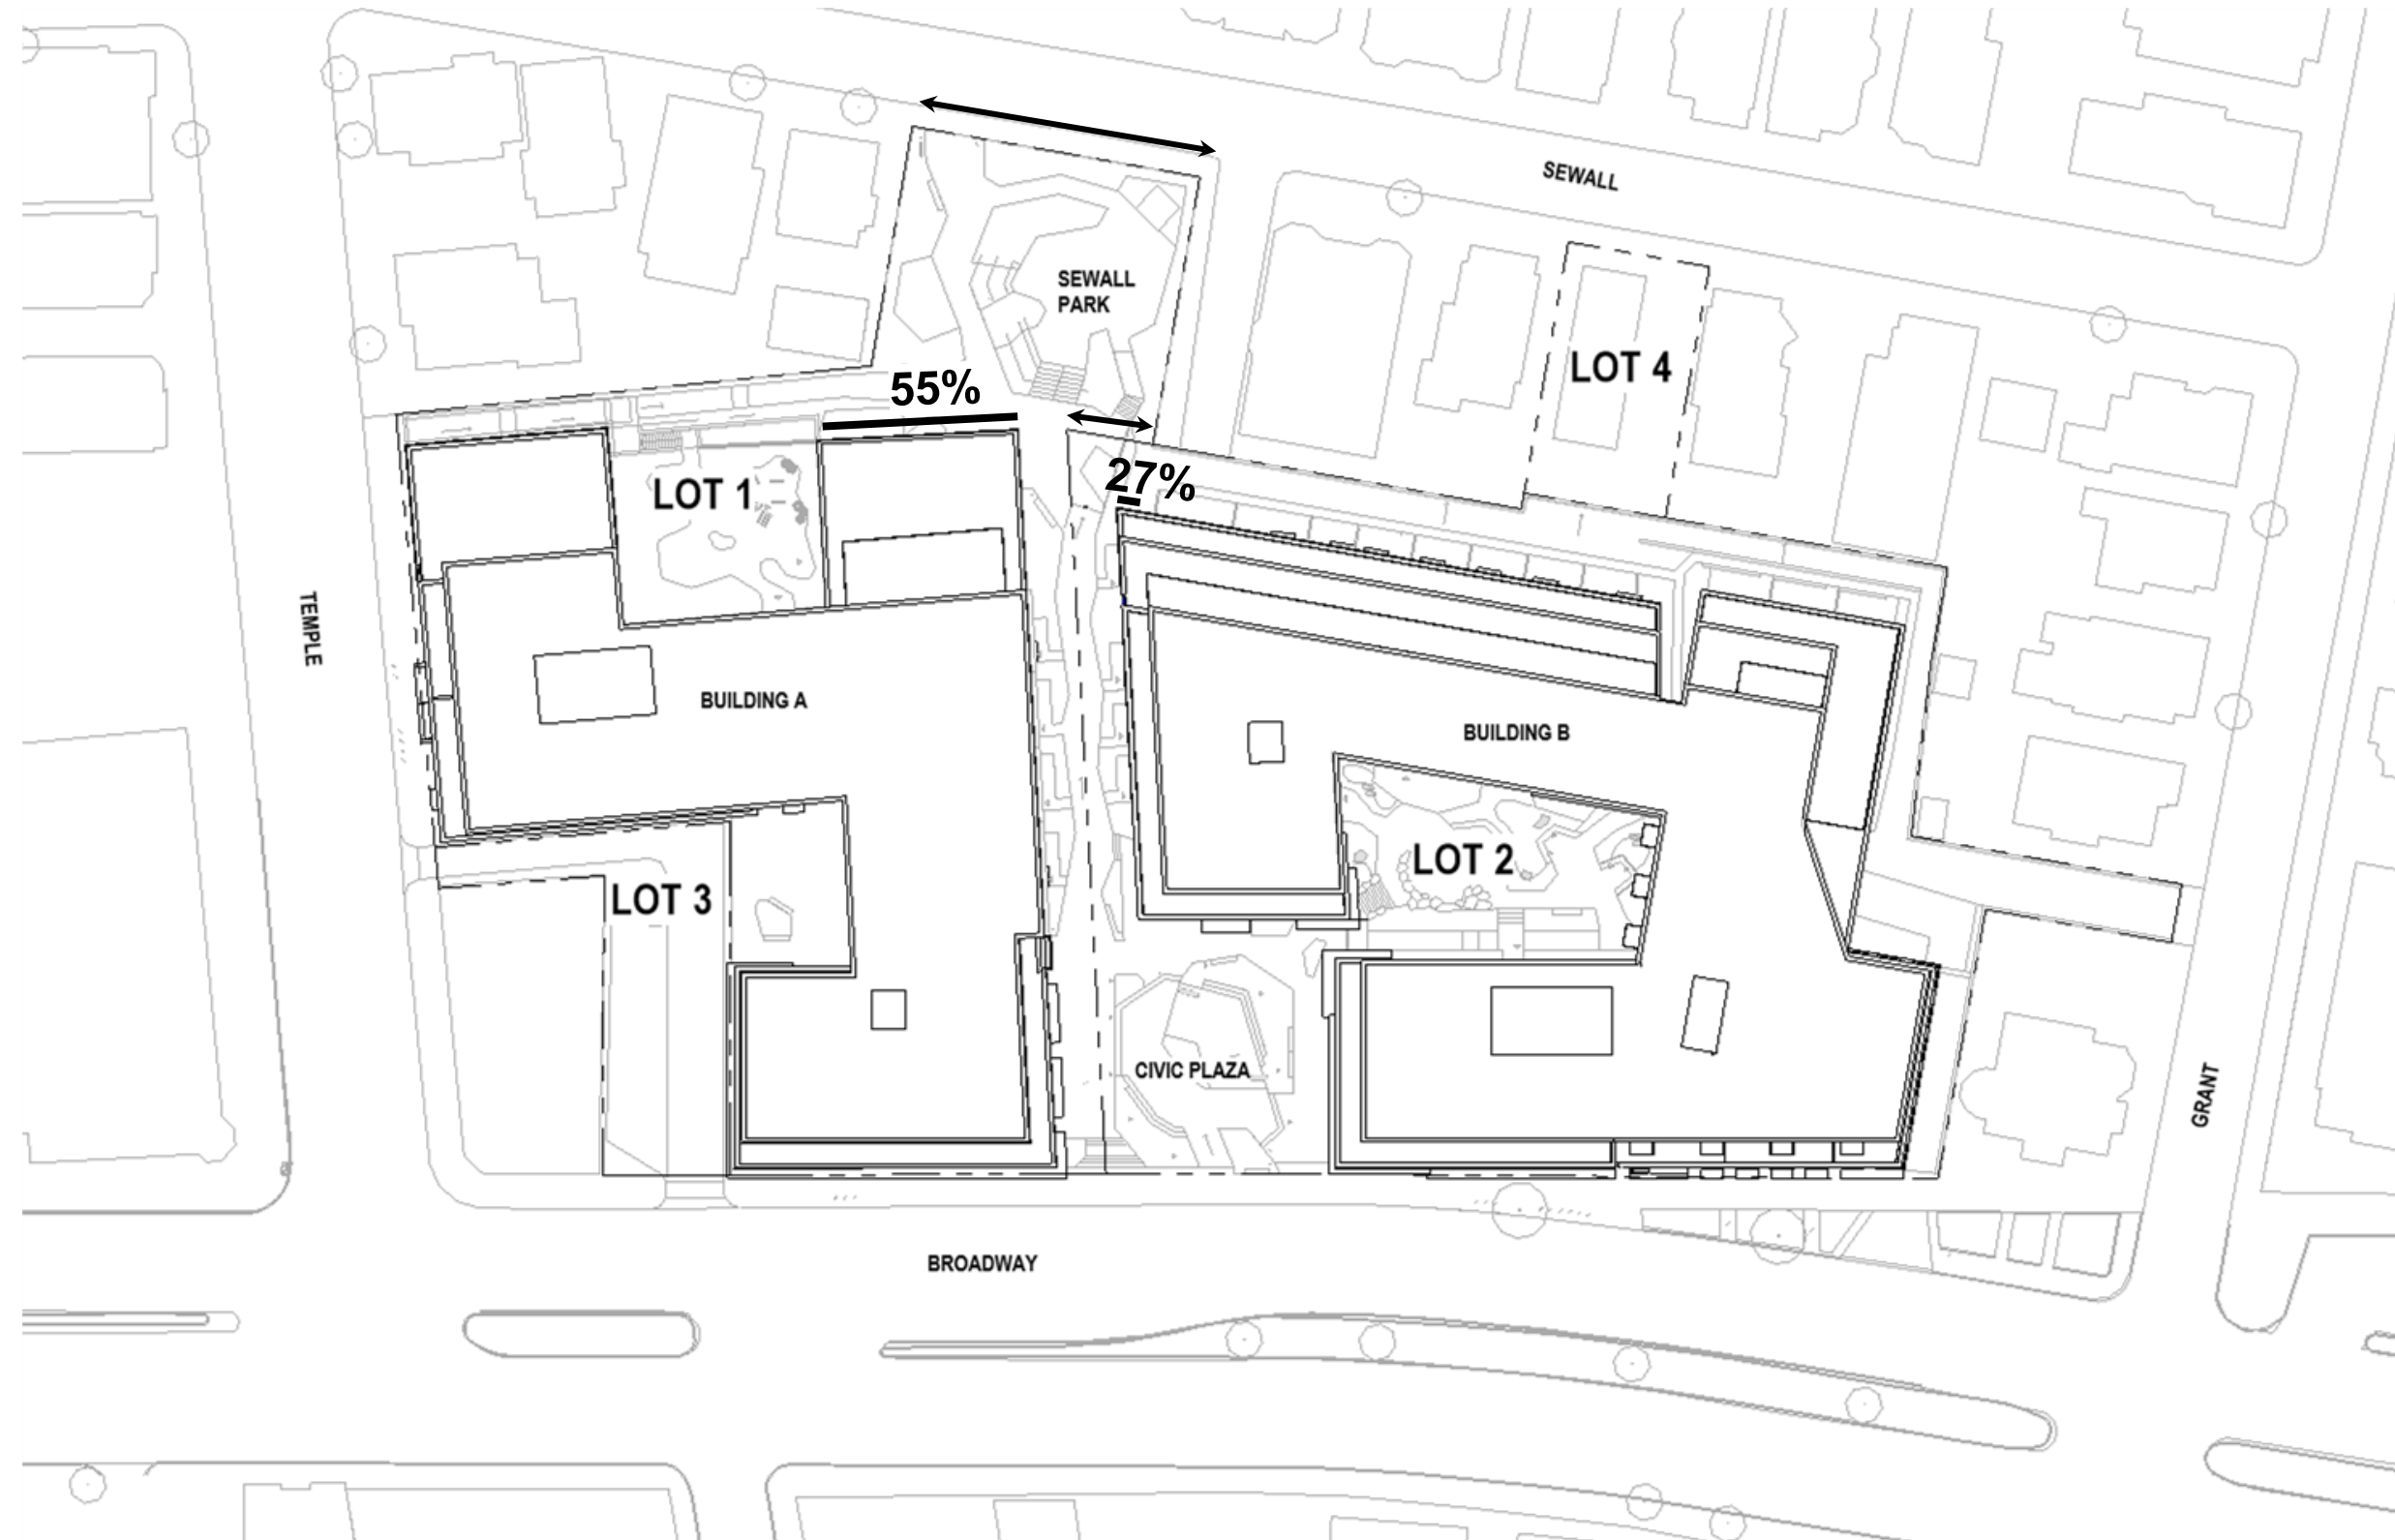 SEWALL
SEWALL
PARK
LOT 4
55%
27%
LOT 1
TEMPLE
BUILDING A
BUILDING B
LOT 2
LOT 3
CIVIC PLAZA
GRANT
BROADWAY